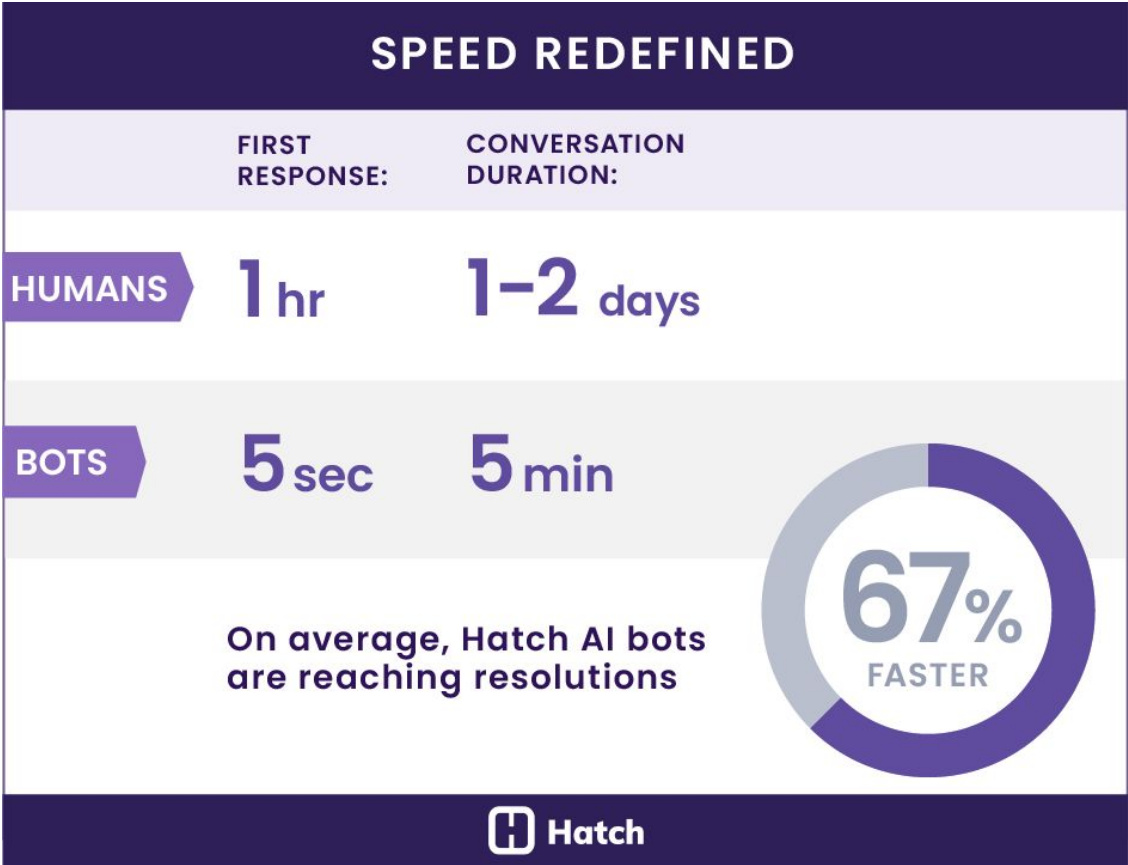 SPEED REDEFINED
FIRST
RESPONSE:
CONVERSATION
DURATION:
HUMANS
1 hr
1-2 days
BOTS
5 sec
5 min
67%
FASTER
On average, Hatch AI bots
are reaching resolutions
Hatch